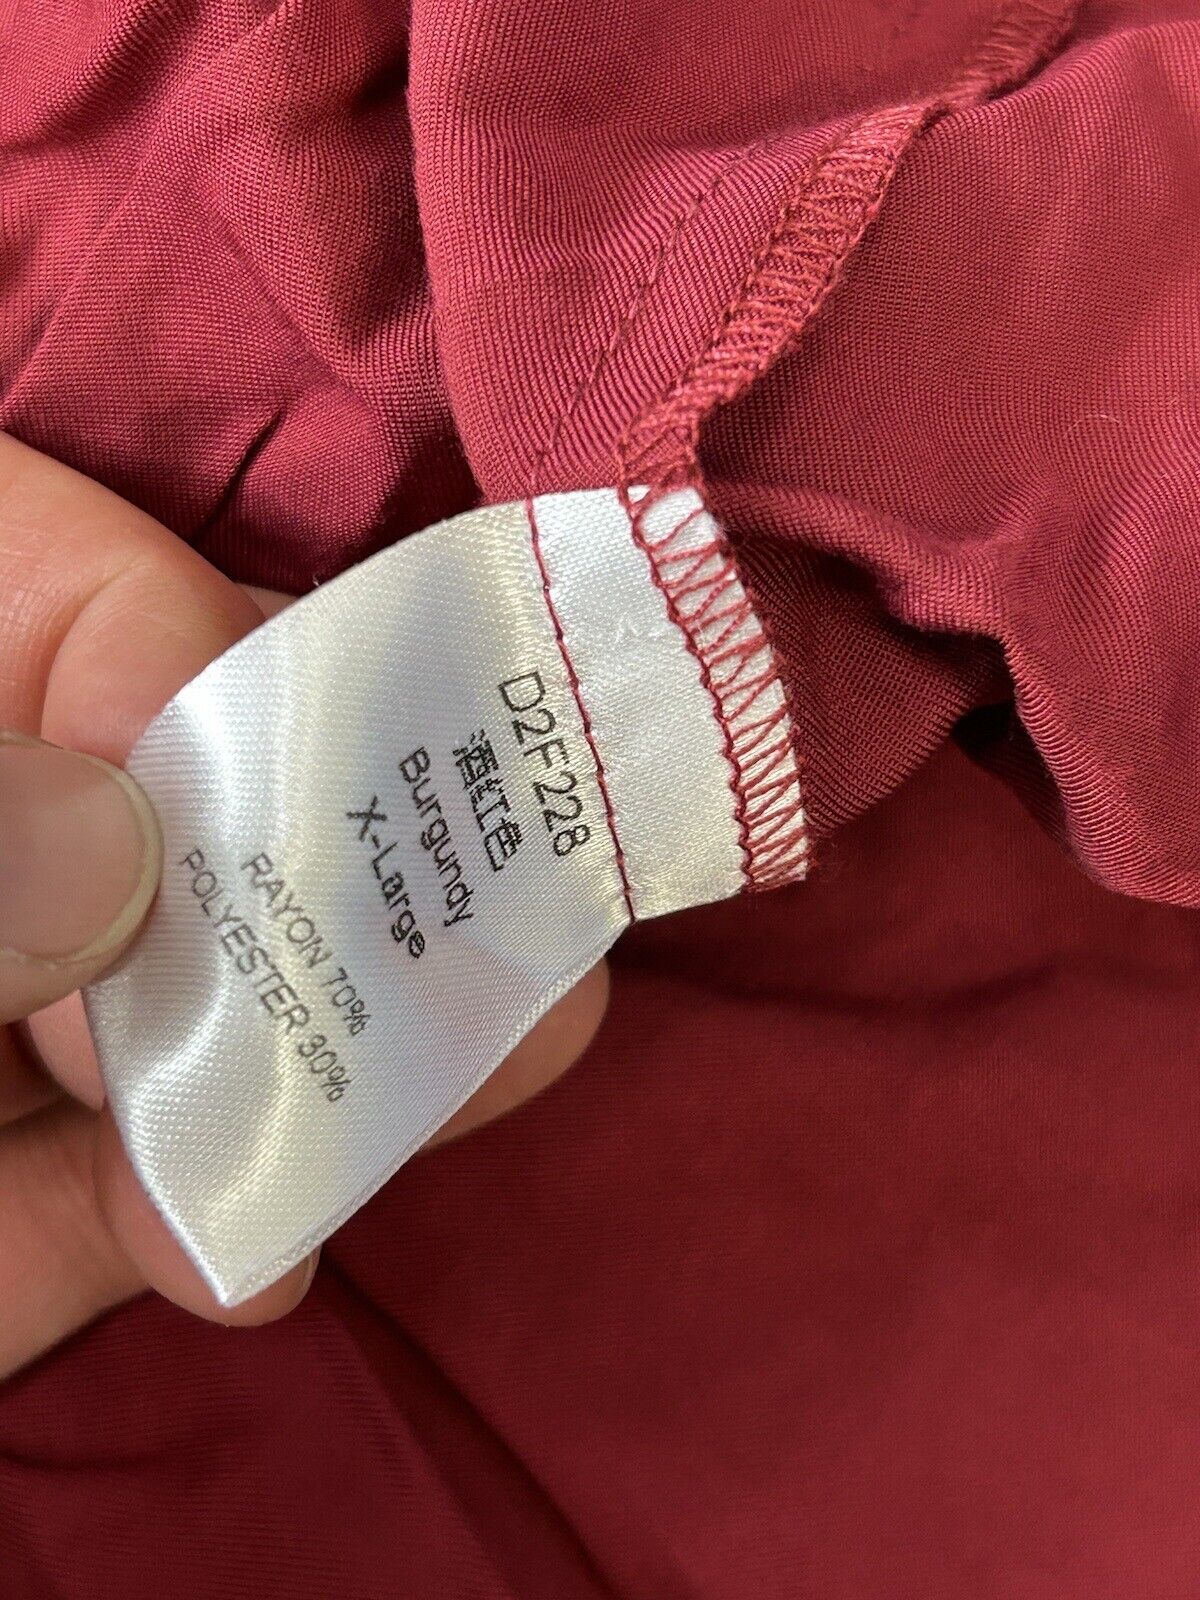 D2F228
酒红色
Burgundy
X-Large
RAYON 70%
POLYESTER 30%